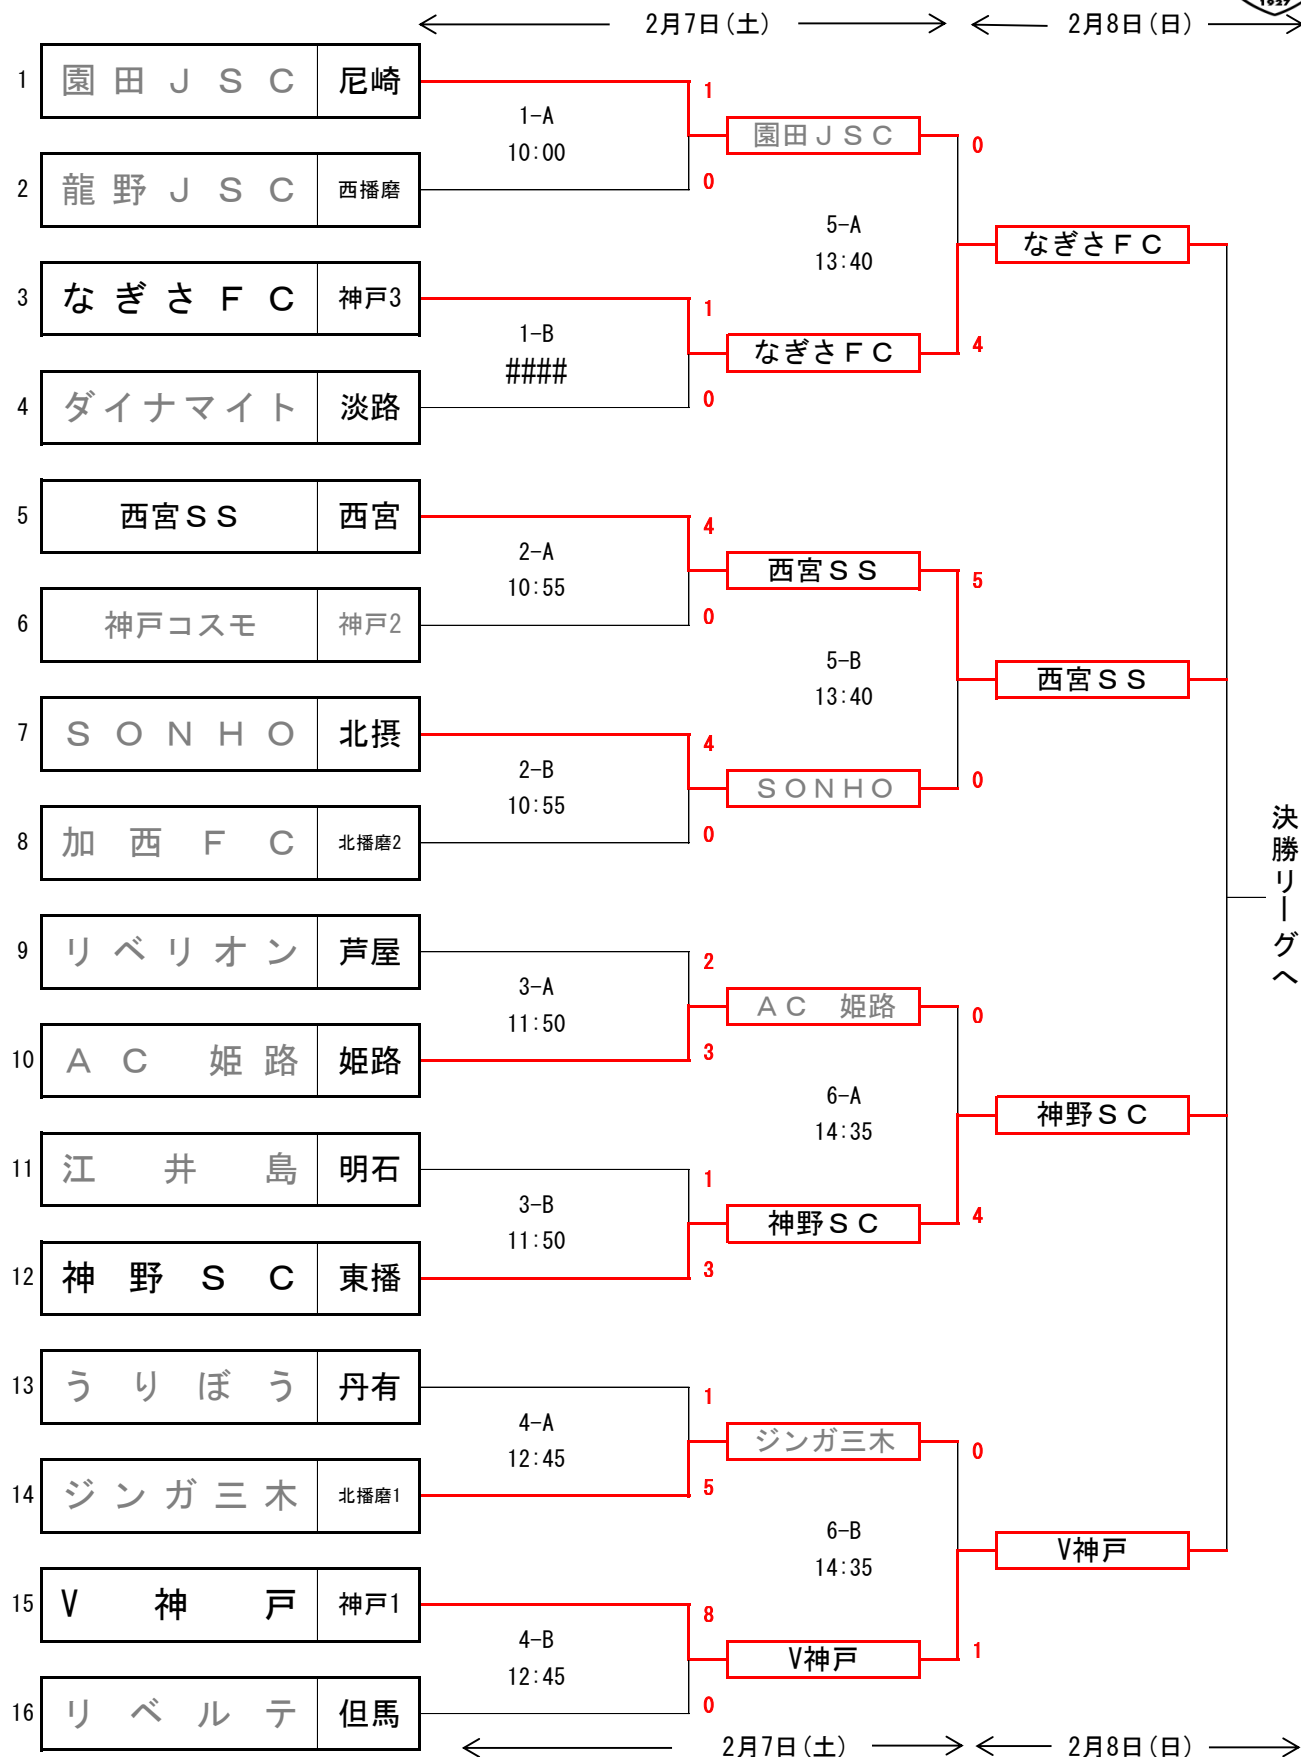 1927
2月7日(土)
2月8日(日)
1 園田JSC 尼崎
1
1-A
10:00
園田JSC
0
2 龍野JSC 西播磨
0
5-A
13:40
なぎさFC
3 なぎさFC 神戸3
1
1-B
####
なぎさFC
4
4 ダイナマイト 淡路
0
5 西宮SS 西宮
4
2-A
10:55
西宮SS
5
6 神戸コスモ 神戸2
0
5-B
13:40
西宮SS
7 SONHO 北摂
4
2-B
10:55
SONHO
0
8 加西FC 北播磨2
0
決勝リーグへ
9 リベリオン 芦屋
2
3-A
11:50
AC 姫路
0
10 AC 姫路 姫路
3
6-A
14:35
神野SC
11 江井島 明石
1
3-B
11:50
神野SC
4
12 神野SC 東播
3
13 うりぼう 丹有
1
4-A
12:45
ジンガ三木
0
14 ジンガ三木 北播磨1
5
6-B
14:35
V神戸
15 V神戸 神戸1
8
4-B
12:45
V神戸
1
16 リベルテ 但馬
0
2月7日(土)
2月8日(日)